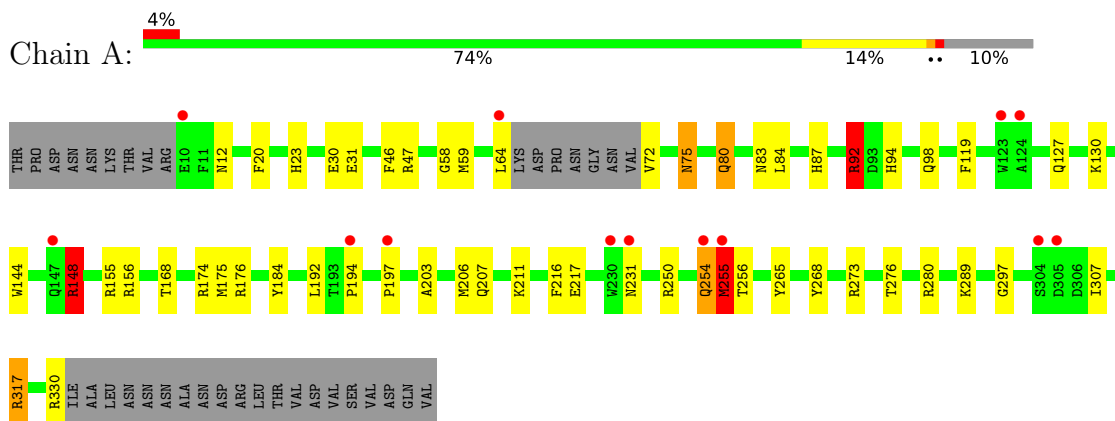 4%
Chain A:
74% 14% •• 10%
THR PRO ASP ASN ASN LYS THR VAL ARG E10 F11 N12 F20 H23 E30 E31 F46 R47 G58 M59 L64 LYS ASP PRO ASN GLY ASN VAL V72 N75 Q80 N83 L84 H87 R92 D93 H94 Q98 F119 W123 A124 Q127 K130
W144 Q147 R148 R155 R156 T168 R174 M175 R176 Y184 L192 T193 P194 P197 A203 M206 Q207 K211 F216 E217 W230 N231 R250 Q254 M255 T256 Y265 Y268 R273 T276 R280 K289 G297 S304 D305 D306 I307
R317 R330 ILE ALA LEU ASN ASN ASN ALA ASN ASP ARG LEU THR VAL ASP VAL SER VAL ASP GLN VAL